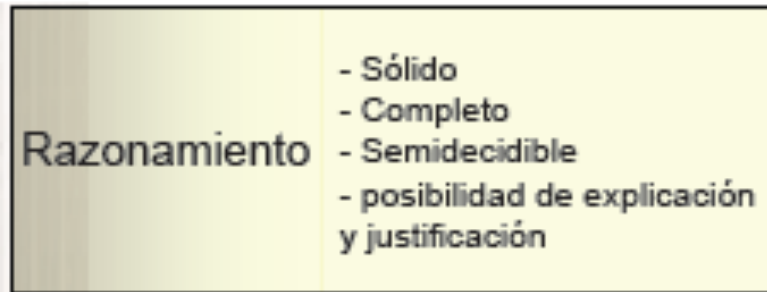 Razonamiento
- Sólido
- Completo
- Semidecidible
- posibilidad de explicación
y justificación